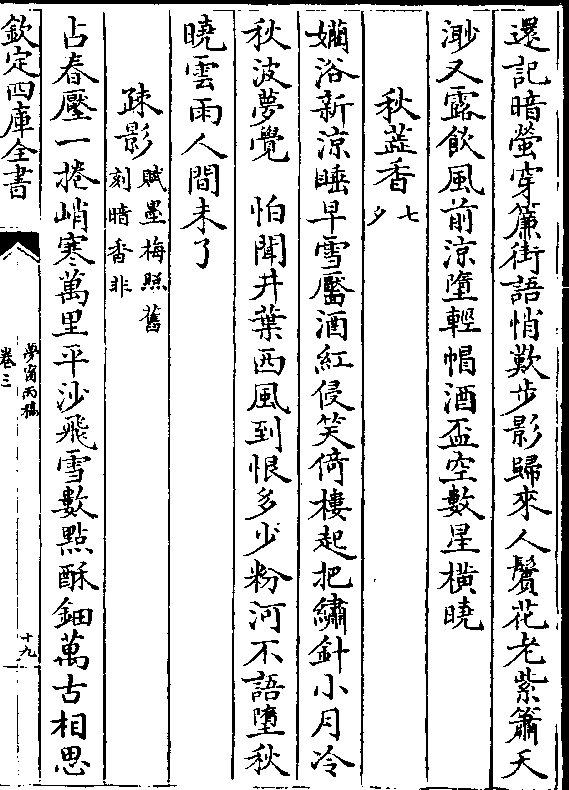 還記暗螢穿簾街語悄歎步影歸來人鬢花老紫簫天
渺又露飲風前涼墮輕㡌酒盃空數星橫曉
秋蕋香七夕
嬾浴新涼睡早雪靨酒紅侵笑倚樓起把繡針小月冷
秋波夢覺　怕聞井葉西風到恨多少粉河不語墮秋
曉雲雨人間未了
疎影賦墨梅照舊刻暗香非
占春壓一捲峭寒萬里平沙飛雪數點酥鈿萬古相思
欽定四庫全書
夢窗丙稿
卷三
十九